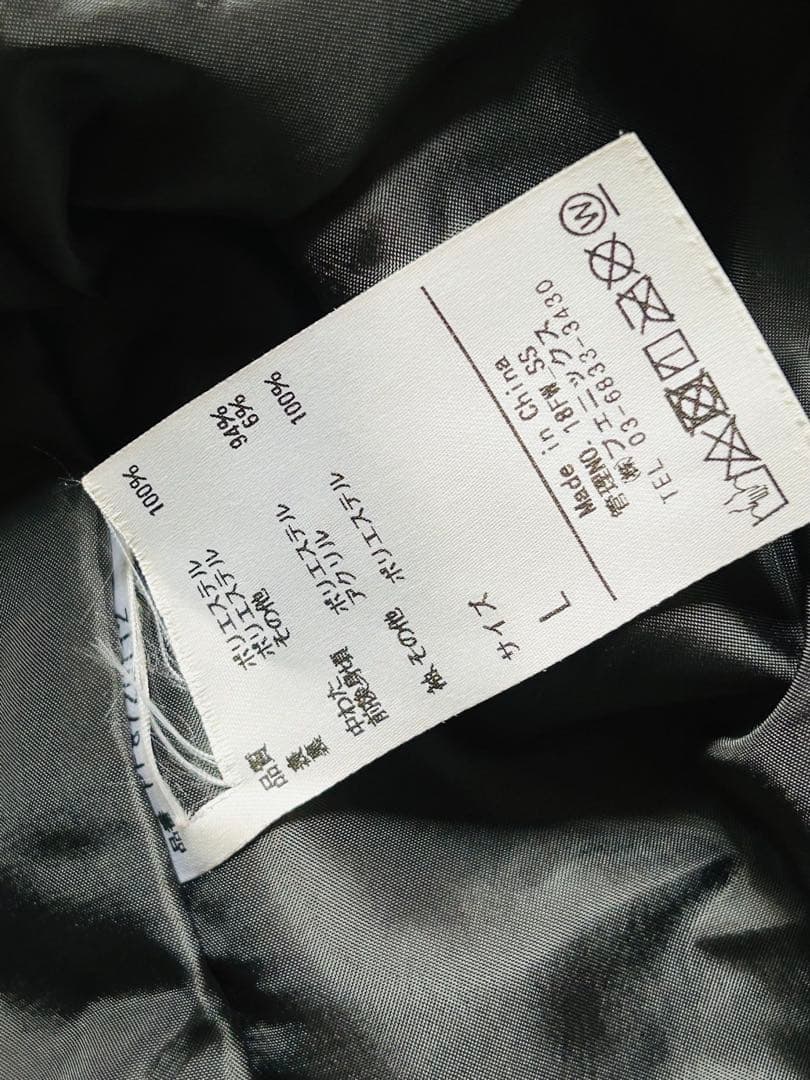 品質
表 ポリエステル 100%
裏 ポリエステル
その他
中わた
前後身頃 ポリエステル 94%
アクリル 6%
袖、その他 ポリエステル 100%
サイズ
L
Made in China
管理NO. 18FW SS
㈱フェニックス
TEL 03-6833-3430
W
品番